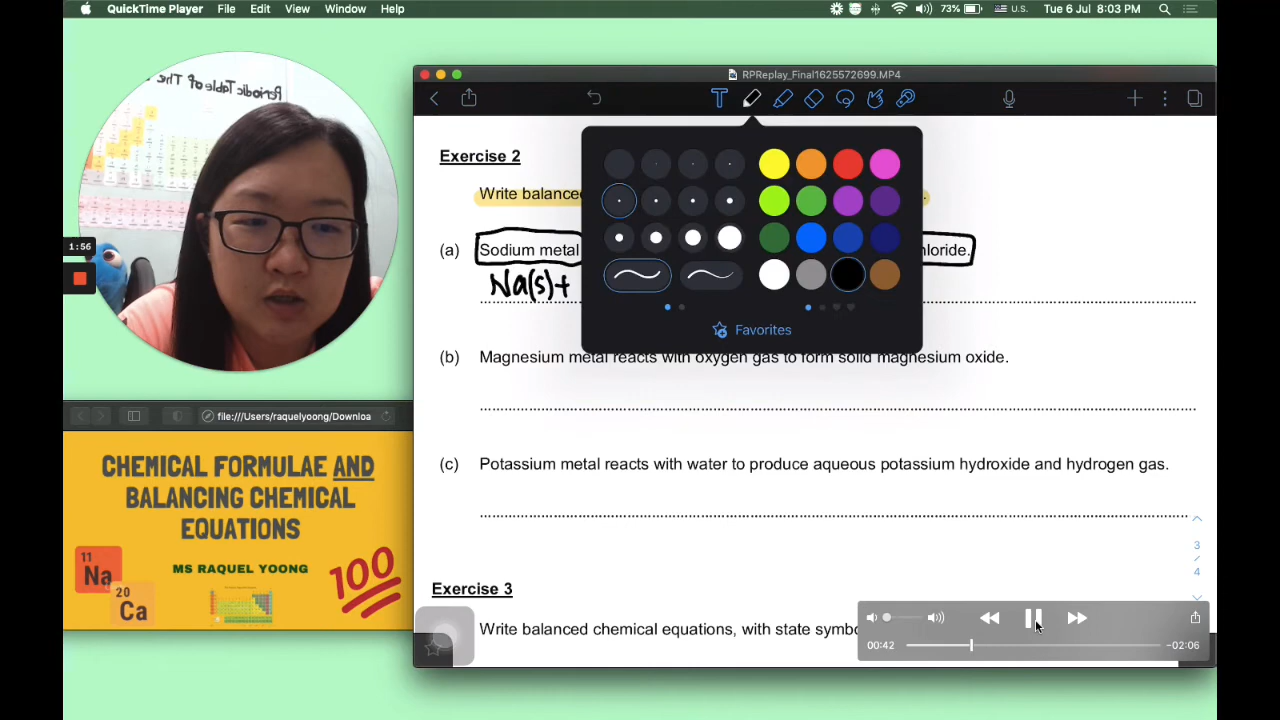 QuickTime Player File Edit View Window Help 73% U.S. Tue 6 Jul 8:03 PM
RPReplay_Final1625572699.MP4
Periodic Table of The
1:56
Exercise 2
Write balanced
(a) Sodium metal hloride.
Na(s)+
(b) Magnesium metal reacts with oxygen gas to form solid magnesium oxide.
(c) Potassium metal reacts with water to produce aqueous potassium hydroxide and hydrogen gas.
Exercise 3
Write balanced chemical equations, with state symbo
Favorites
3
/
4
00:42 -02:06
file:///Users/raquelyoong/Downloa
CHEMICAL FORMULAE AND
BALANCING CHEMICAL
EQUATIONS
MS RAQUEL YOONG
11
Na
20
Ca
100